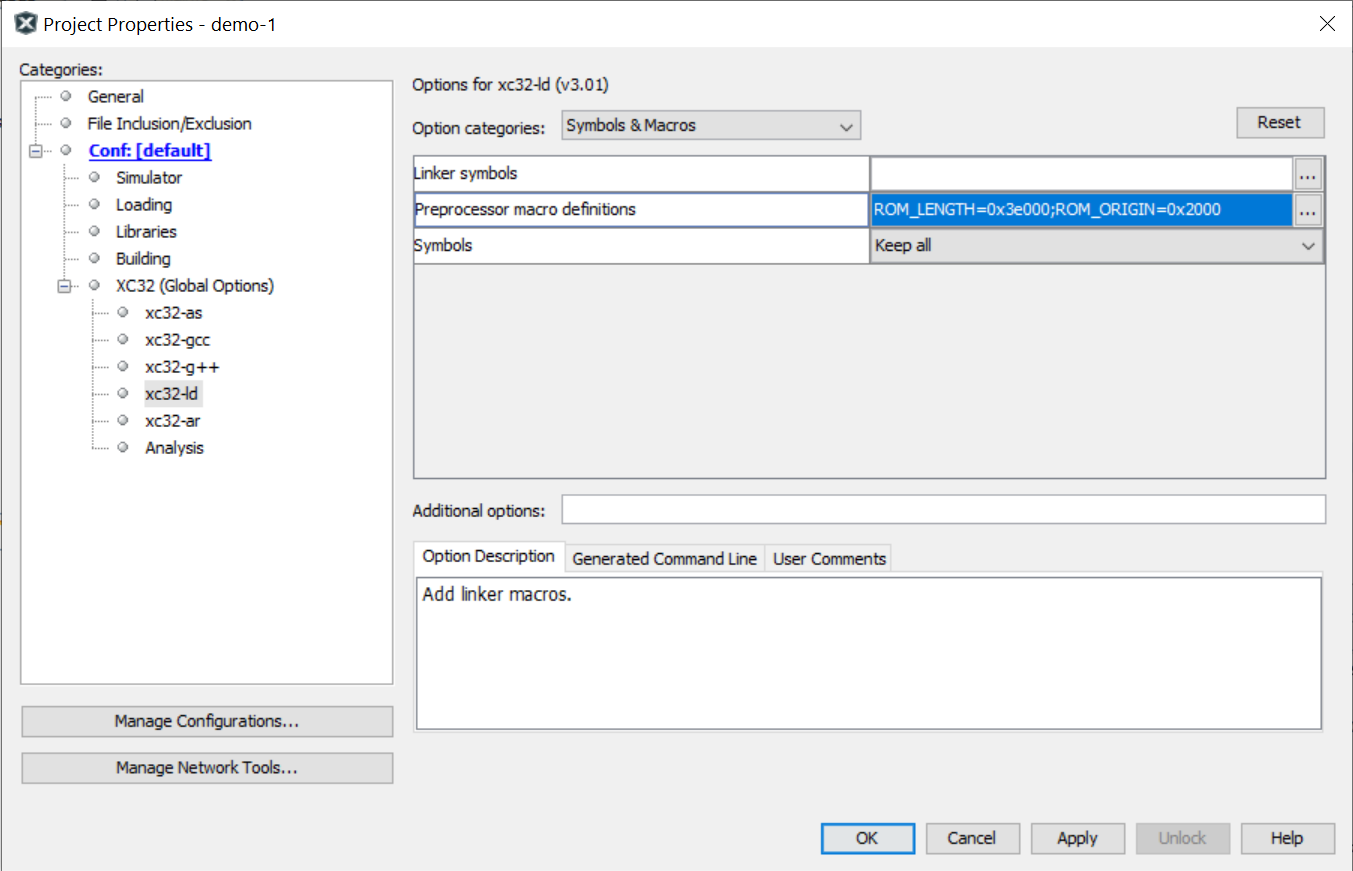 Project Properties - demo-1
Categories:
General
File Inclusion/Exclusion
Conf: [default]
Simulator
Loading
Libraries
Building
XC32 (Global Options)
xc32-as
xc32-gcc
xc32-g++
xc32-ld
xc32-ar
Analysis
Manage Configurations...
Manage Network Tools...
Options for xc32-ld (v3.01)
Option categories: Symbols & Macros Reset
Linker symbols ...
Preprocessor macro definitions ROM_LENGTH=0x3e000;ROM_ORIGIN=0x2000 ...
Symbols Keep all
Additional options:
Option Description Generated Command Line User Comments
Add linker macros.
OK Cancel Apply Unlock Help